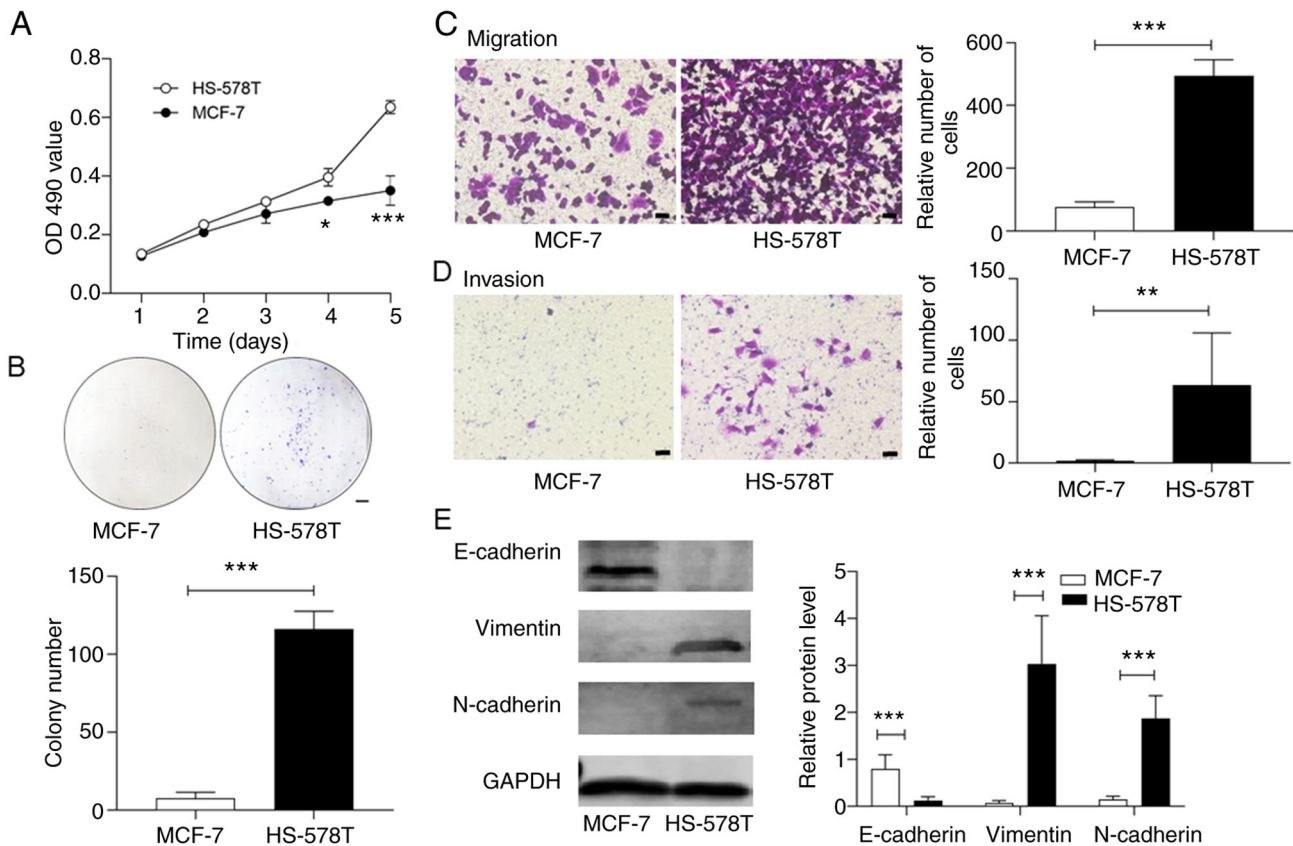 A
0.8
0.6
0.4
0.2
0.0
OD 490 value
HS-578T
MCF-7
*
***
1 2 3 4 5
Time (days)
B
MCF-7 HS-578T
150
100
50
0
Colony number
***
MCF-7 HS-578T
C
Migration
MCF-7 HS-578T
Relative number of
cells
600
400
200
0
***
MCF-7 HS-578T
D
Invasion
MCF-7 HS-578T
Relative number of
cells
150
100
50
0
**
MCF-7 HS-578T
E
E-cadherin
Vimentin
N-cadherin
GAPDH
MCF-7 HS-578T
Relative protein level
5
4
3
2
1
0
MCF-7
HS-578T
***
***
***
E-cadherin Vimentin N-cadherin